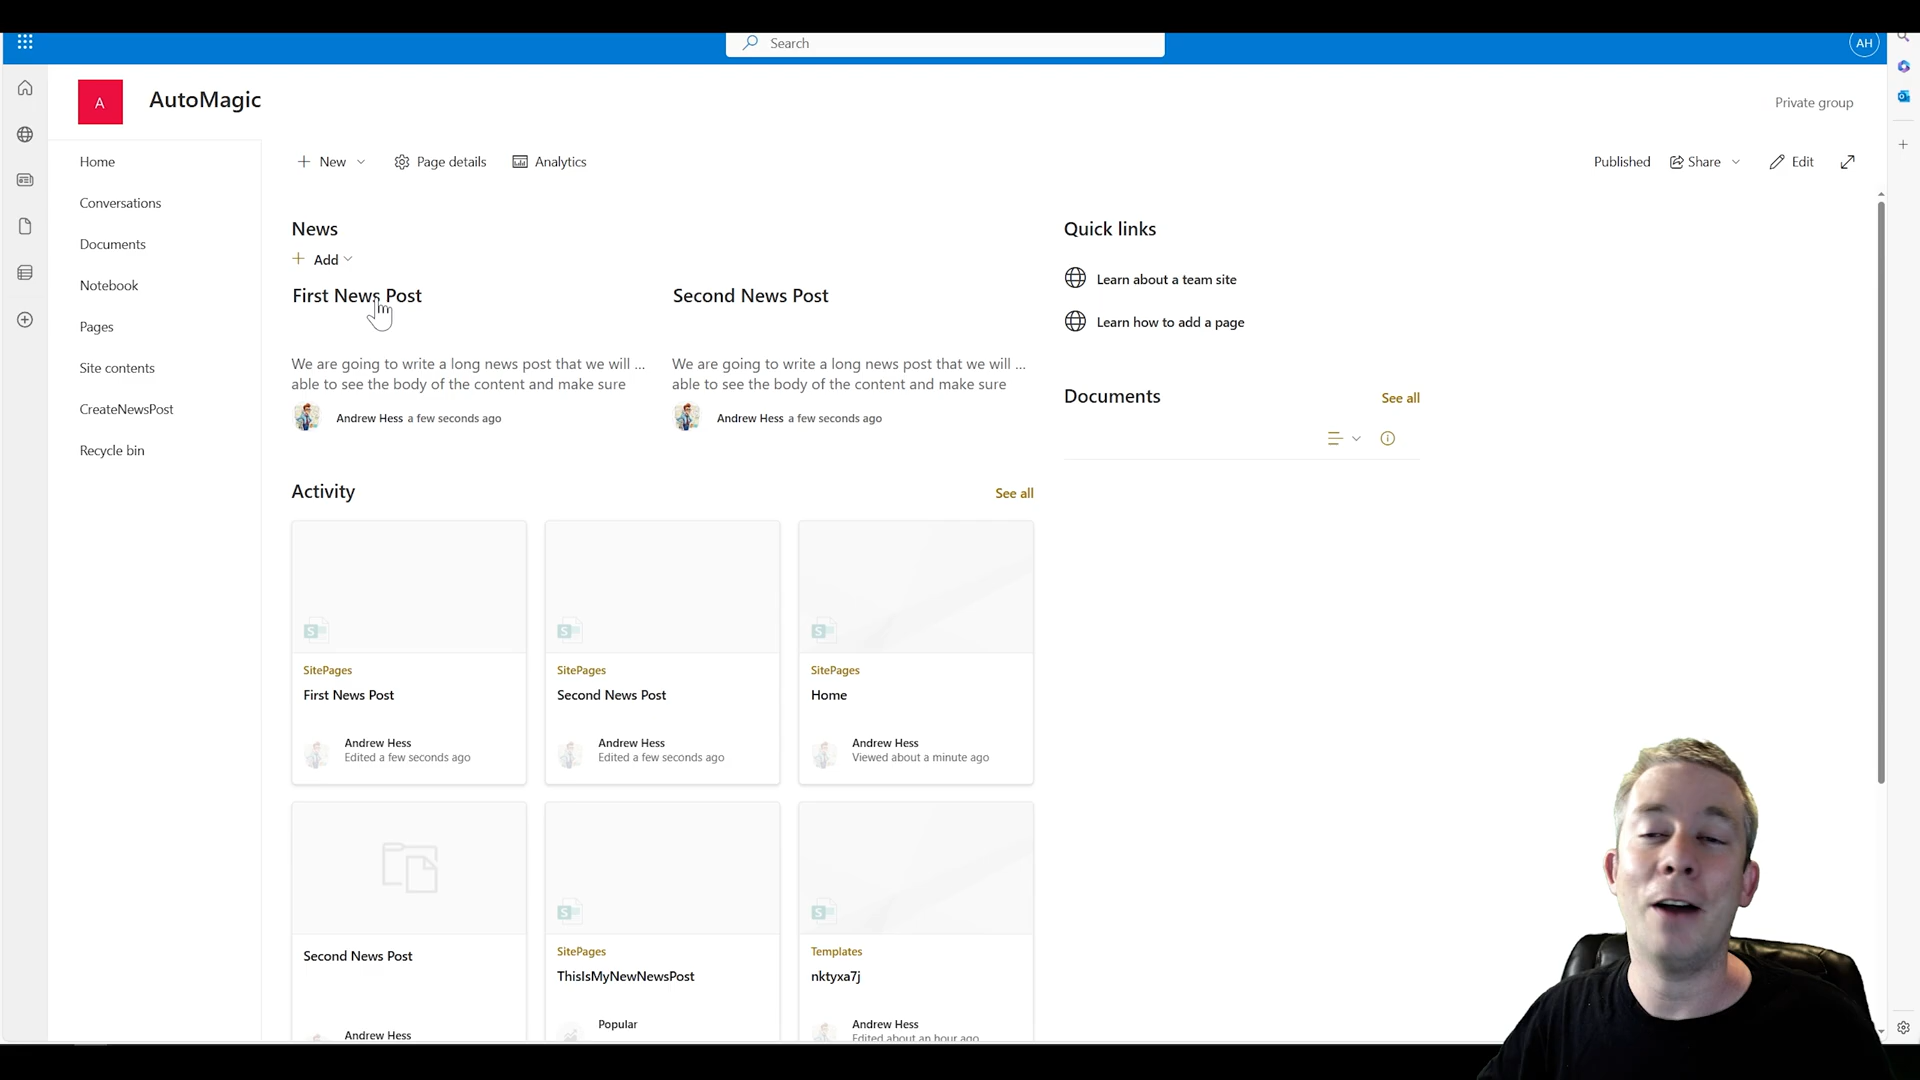 Search
AH
A
AutoMagic
Private group
Home
Conversations
Documents
Notebook
Pages
Site contents
CreateNewsPost
Recycle bin
New
Page details
Analytics
Published
Share
Edit
News
Add
First News Post
We are going to write a long news post that we will ...
able to see the body of the content and make sure
Andrew Hess a few seconds ago
Second News Post
We are going to write a long news post that we will ...
able to see the body of the content and make sure
Andrew Hess a few seconds ago
Quick links
Learn about a team site
Learn how to add a page
Documents
See all
Activity
See all
S
SitePages
First News Post
Andrew Hess
Edited a few seconds ago
S
SitePages
Second News Post
Andrew Hess
Edited a few seconds ago
S
SitePages
Home
Andrew Hess
Viewed about a minute ago
Second News Post
Andrew Hess
S
SitePages
ThisIsMyNewNewsPost
Popular
S
Templates
nktyxa7j
Andrew Hess
Edited about an hour ago